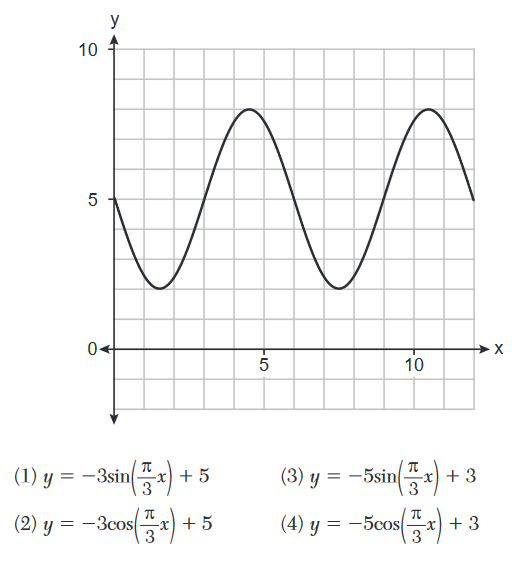 y
10
5
0
5
10
x
(1) y = −3sin(π/3 x) + 5
(3) y = −5sin(π/3 x) + 3
(2) y = −3cos(π/3 x) + 5
(4) y = −5cos(π/3 x) + 3